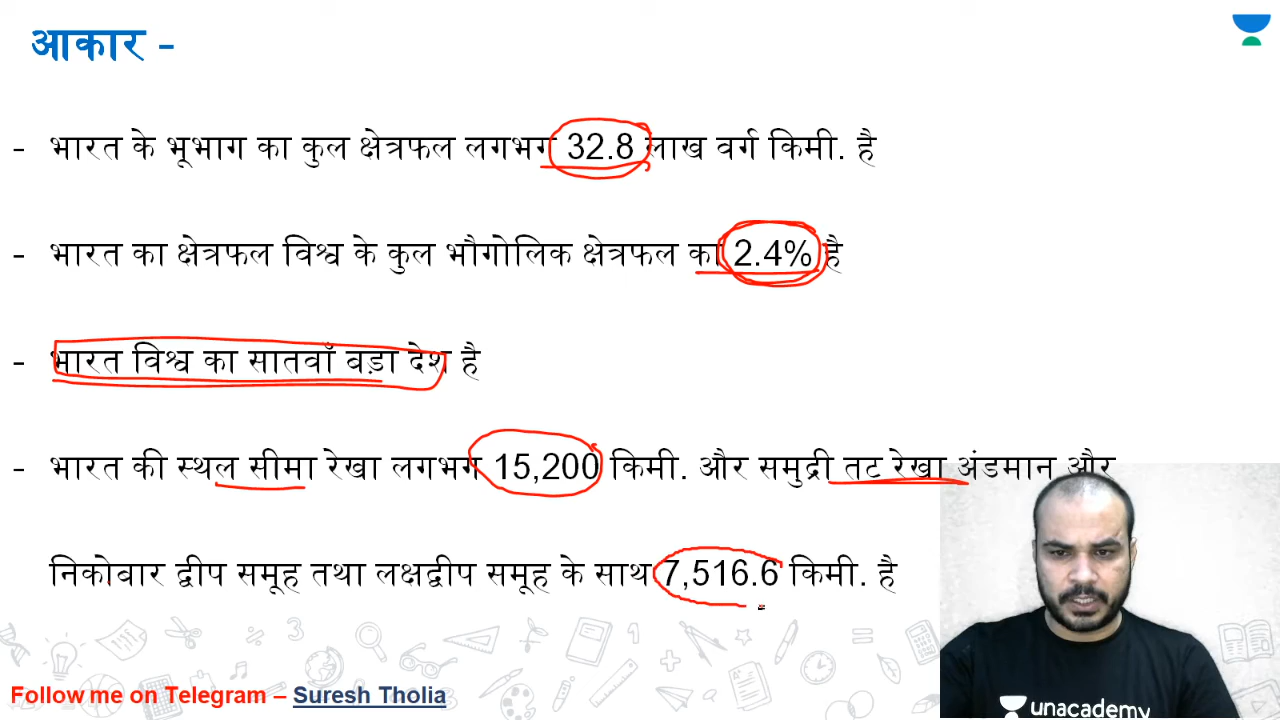 आकार -
- भारत के भूभाग का कुल क्षेत्रफल लगभग 32.8 लाख वर्ग किमी. है
- भारत का क्षेत्रफल विश्व के कुल भौगोलिक क्षेत्रफल का 2.4% है
- भारत विश्व का सातवाँ बड़ा देश है
- भारत की स्थल सीमा रेखा लगभग 15,200 किमी. और समुद्री तट रेखा अंडमान और
निकोबार द्वीप समूह तथा लक्षद्वीप समूह के साथ 7,516.6 किमी. है
Follow me on Telegram – Suresh Tholia
unacademy